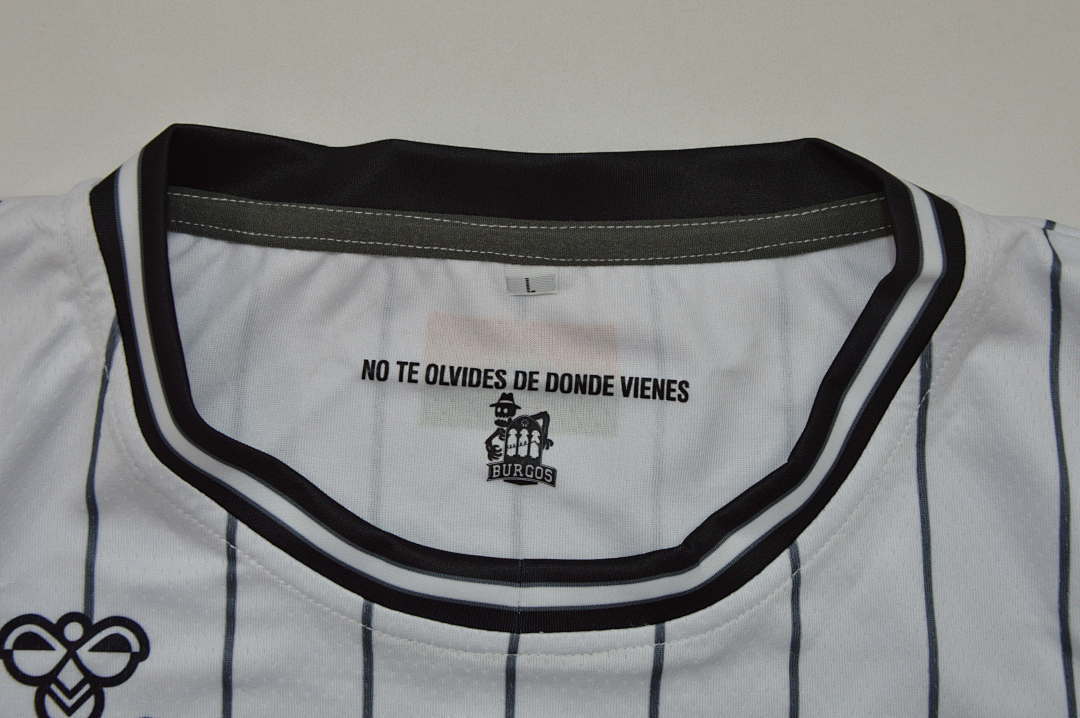 L
NO TE OLVIDES DE DONDE VIENES
BURGOS